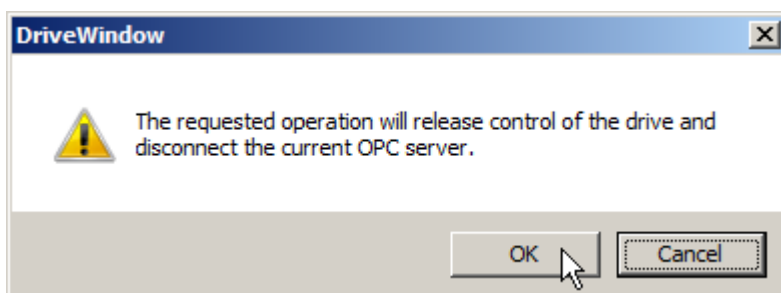 DriveWindow
The requested operation will release control of the drive and
disconnect the current OPC server.
OK
Cancel